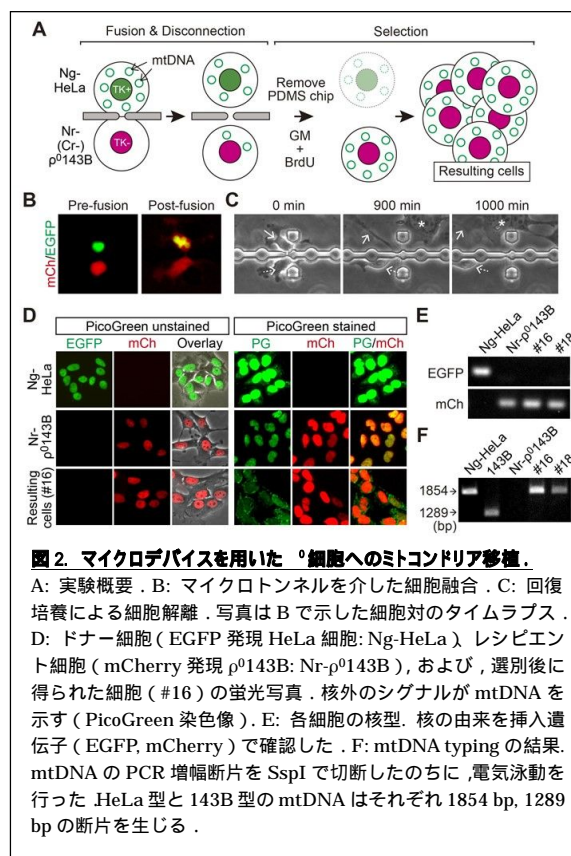 A
Fusion & Disconnection
Selection
Ng-
HeLa
mtDNA
TK+
TK-
Nr-
(Cr-)
ρ⁰143B
Remove
PDMS chip
GM
+
BrdU
Resulting cells
B
Pre-fusion
Post-fusion
mCh/EGFP
C
0 min
900 min
1000 min
*
*
D
PicoGreen unstained
PicoGreen stained
EGFP
mCh
Overlay
PG
mCh
PG/mCh
Ng-
HeLa
Nr-
ρ⁰143B
Resulting
cells (#16)
E
Ng-HeLa
Nr-ρ⁰143B
#16
#18
EGFP
mCh
F
Ng-HeLa
143B
Nr-ρ⁰143B
#16
#18
1854
1289
(bp)
図 2. マイクロデバイスを用いた ⁰細胞へのミトコンドリア移植.
A: 実験概要．B: マイクロトンネルを介した細胞融合．C: 回復
培養による細胞解離．写真は B で示した細胞対のタイムラプス．
D: ドナー細胞（EGFP 発現 HeLa 細胞: Ng-HeLa）、レシピエン
ト細胞（mCherry 発現 ρ⁰143B: Nr-ρ⁰143B）, および , 選別後に
得られた細胞（#16）の蛍光写真．核外のシグナルが mtDNA を
示す（PicoGreen 染色像）. E: 各細胞の核型. 核の由来を挿入遺
伝子（EGFP, mCherry）で確認した．F: mtDNA typing の結果.
mtDNA の PCR 増幅断片を SspI で切断したのちに ,電気泳動を
行った .HeLa 型と 143B 型の mtDNA はそれぞれ 1854 bp, 1289
bp の断片を生じる．